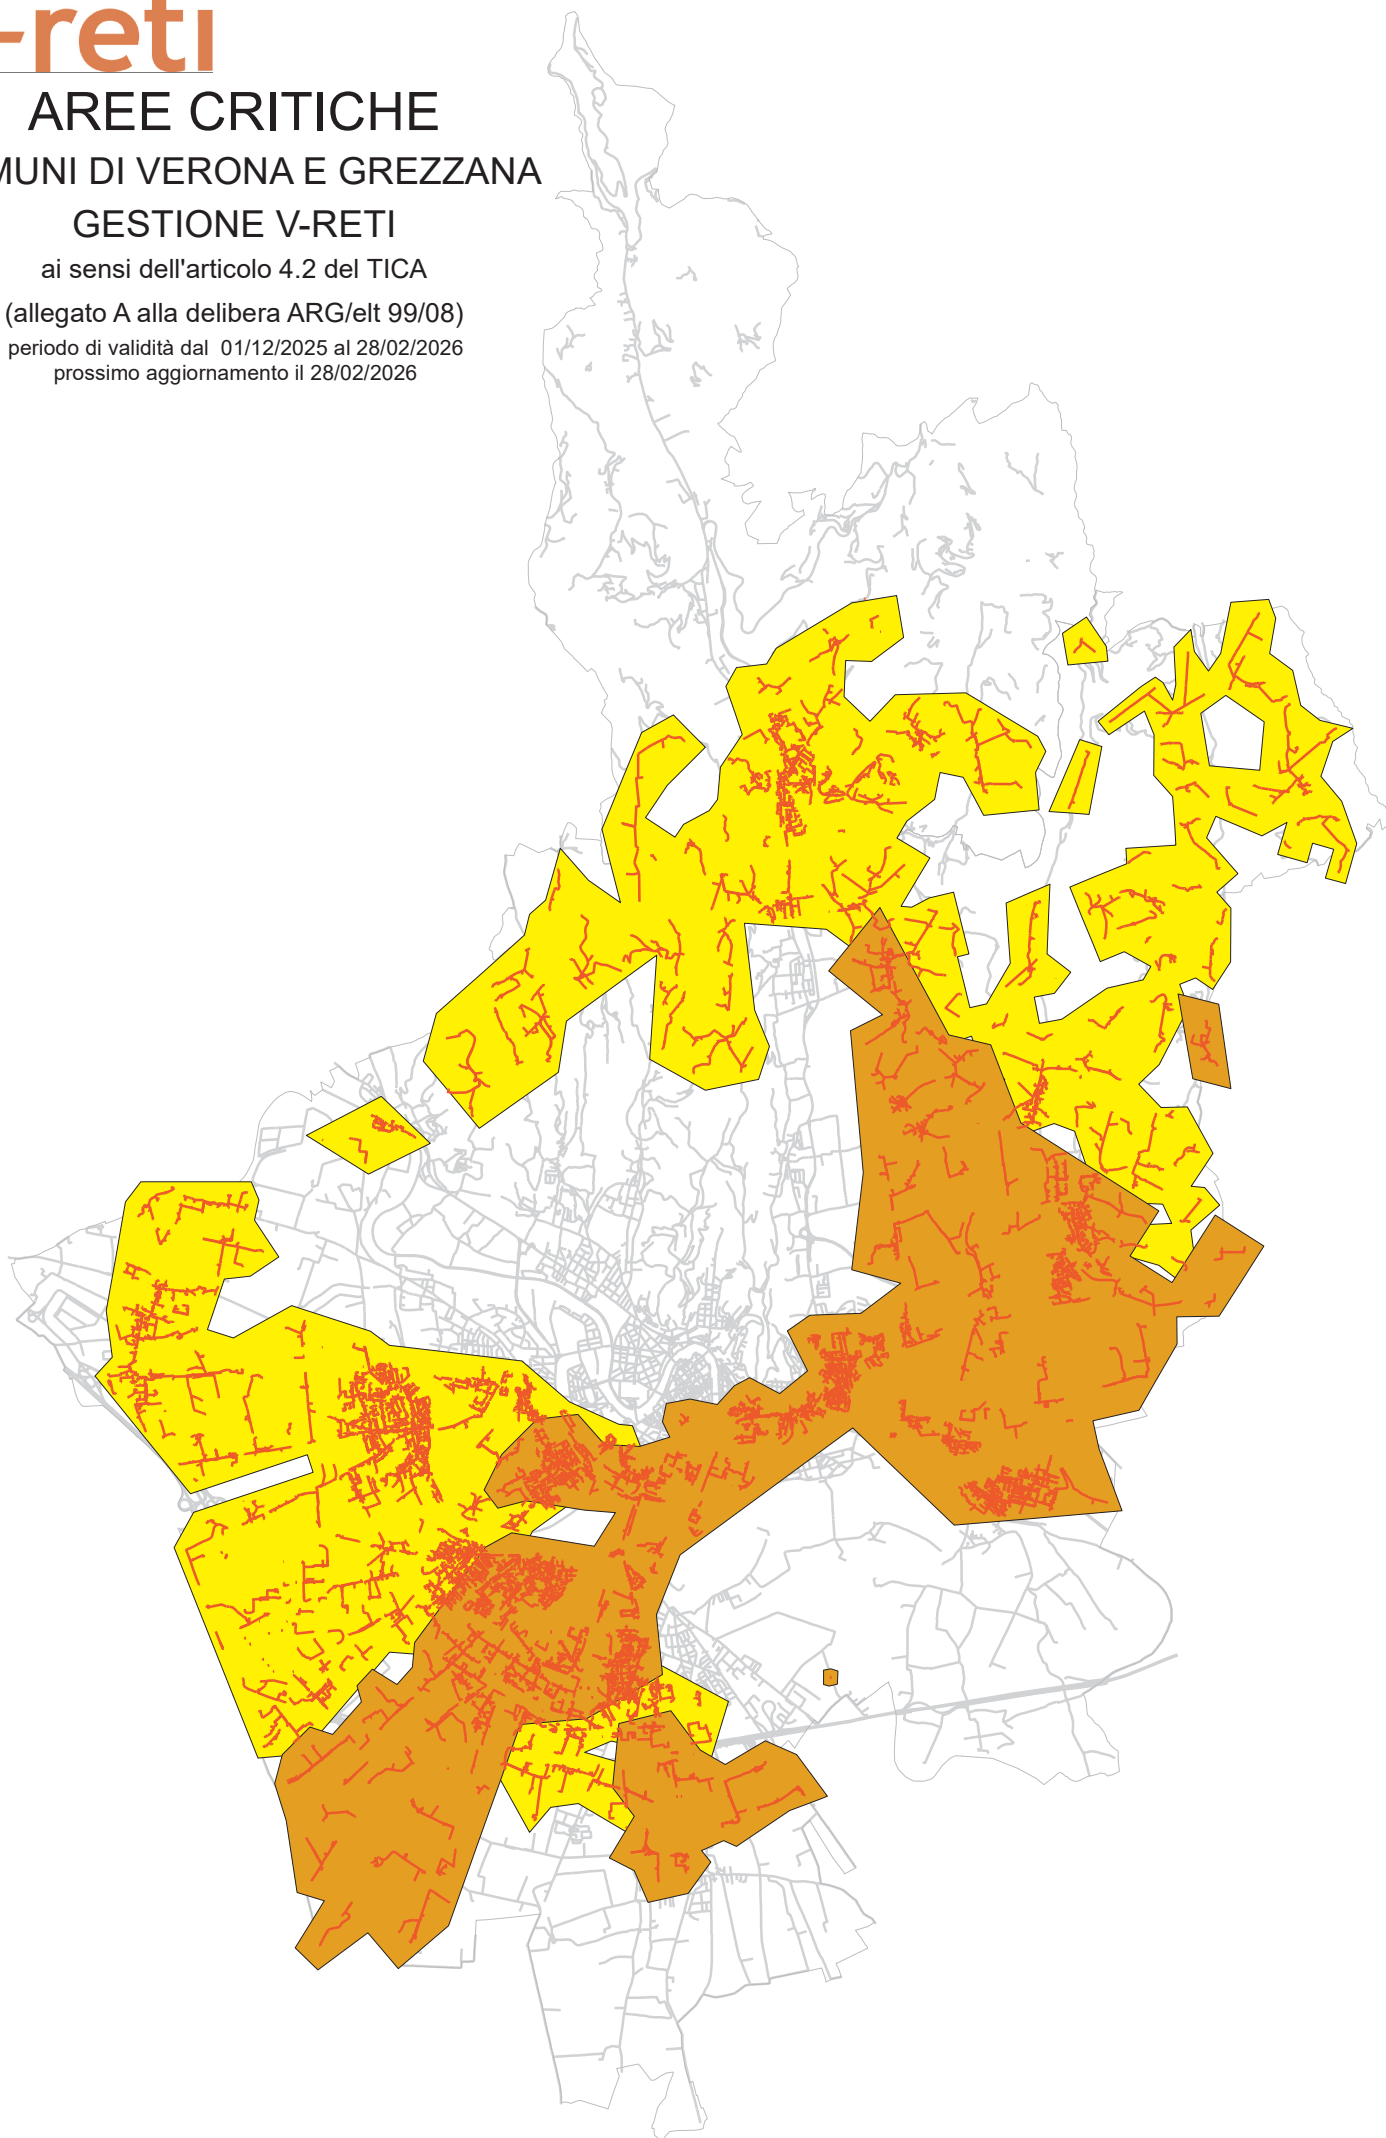 -reti
AREE CRITICHE
MUNI DI VERONA E GREZZANA
GESTIONE V-RETI
ai sensi dell'articolo 4.2 del TICA
(allegato A alla delibera ARG/elt 99/08)
periodo di validità dal 01/12/2025 al 28/02/2026
prossimo aggiornamento il 28/02/2026